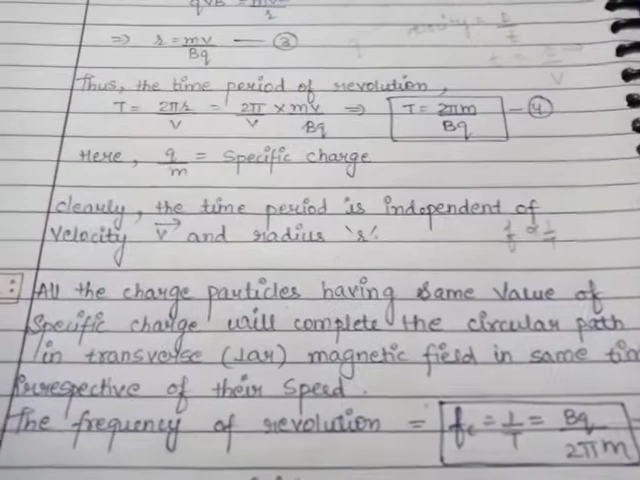 qvB = mv²/r
⇒ r = mv/Bq — ③
Thus, the time period of revolution,
T = 2πr/V = 2π/V × mv/Bq ⇒ T = 2πm/Bq — ④
Here, q/m = Specific charge
clearly, the time period is independent of
velocity v⃗ and radius 'r'.
All the charge particles having same value of
specific charge will complete the circular path
in transverse (⊥ar) magnetic field in same
irrespective of their speed.
The frequency of revolution = fc = 1/T = Bq/2πm